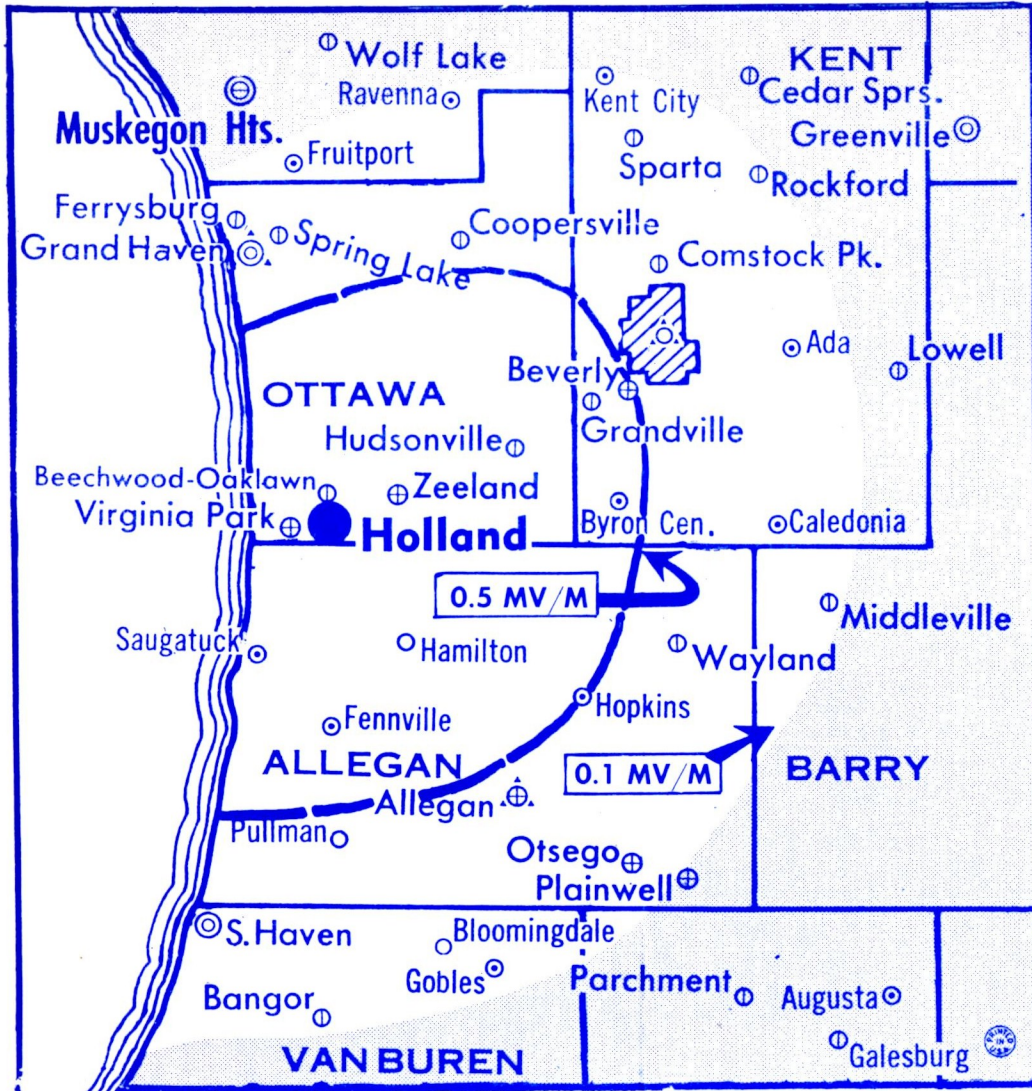 Wolf Lake
KENT
Ravenna
Kent City
Cedar Sprs.
Muskegon Hts.
Greenville
Fruitport
Sparta
Rockford
Ferrysburg
Coopersville
Grand Haven
Spring Lake
Comstock Pk.
Ada
Lowell
Beverly
OTTAWA
Grandville
Hudsonville
Beechwood-Oaklawn
Zeeland
Virginia Park
Holland
Byron Cen.
Caledonia
0.5 MV/M
Middleville
Saugatuck
Hamilton
Wayland
Fennville
Hopkins
ALLEGAN
0.1 MV/M
BARRY
Allegan
Pullman
Otsego
Plainwell
S. Haven
Bloomingdale
Gobles
Parchment
Augusta
Bangor
Galesburg
VAN BUREN
PRINTED
IN
U.S.A.